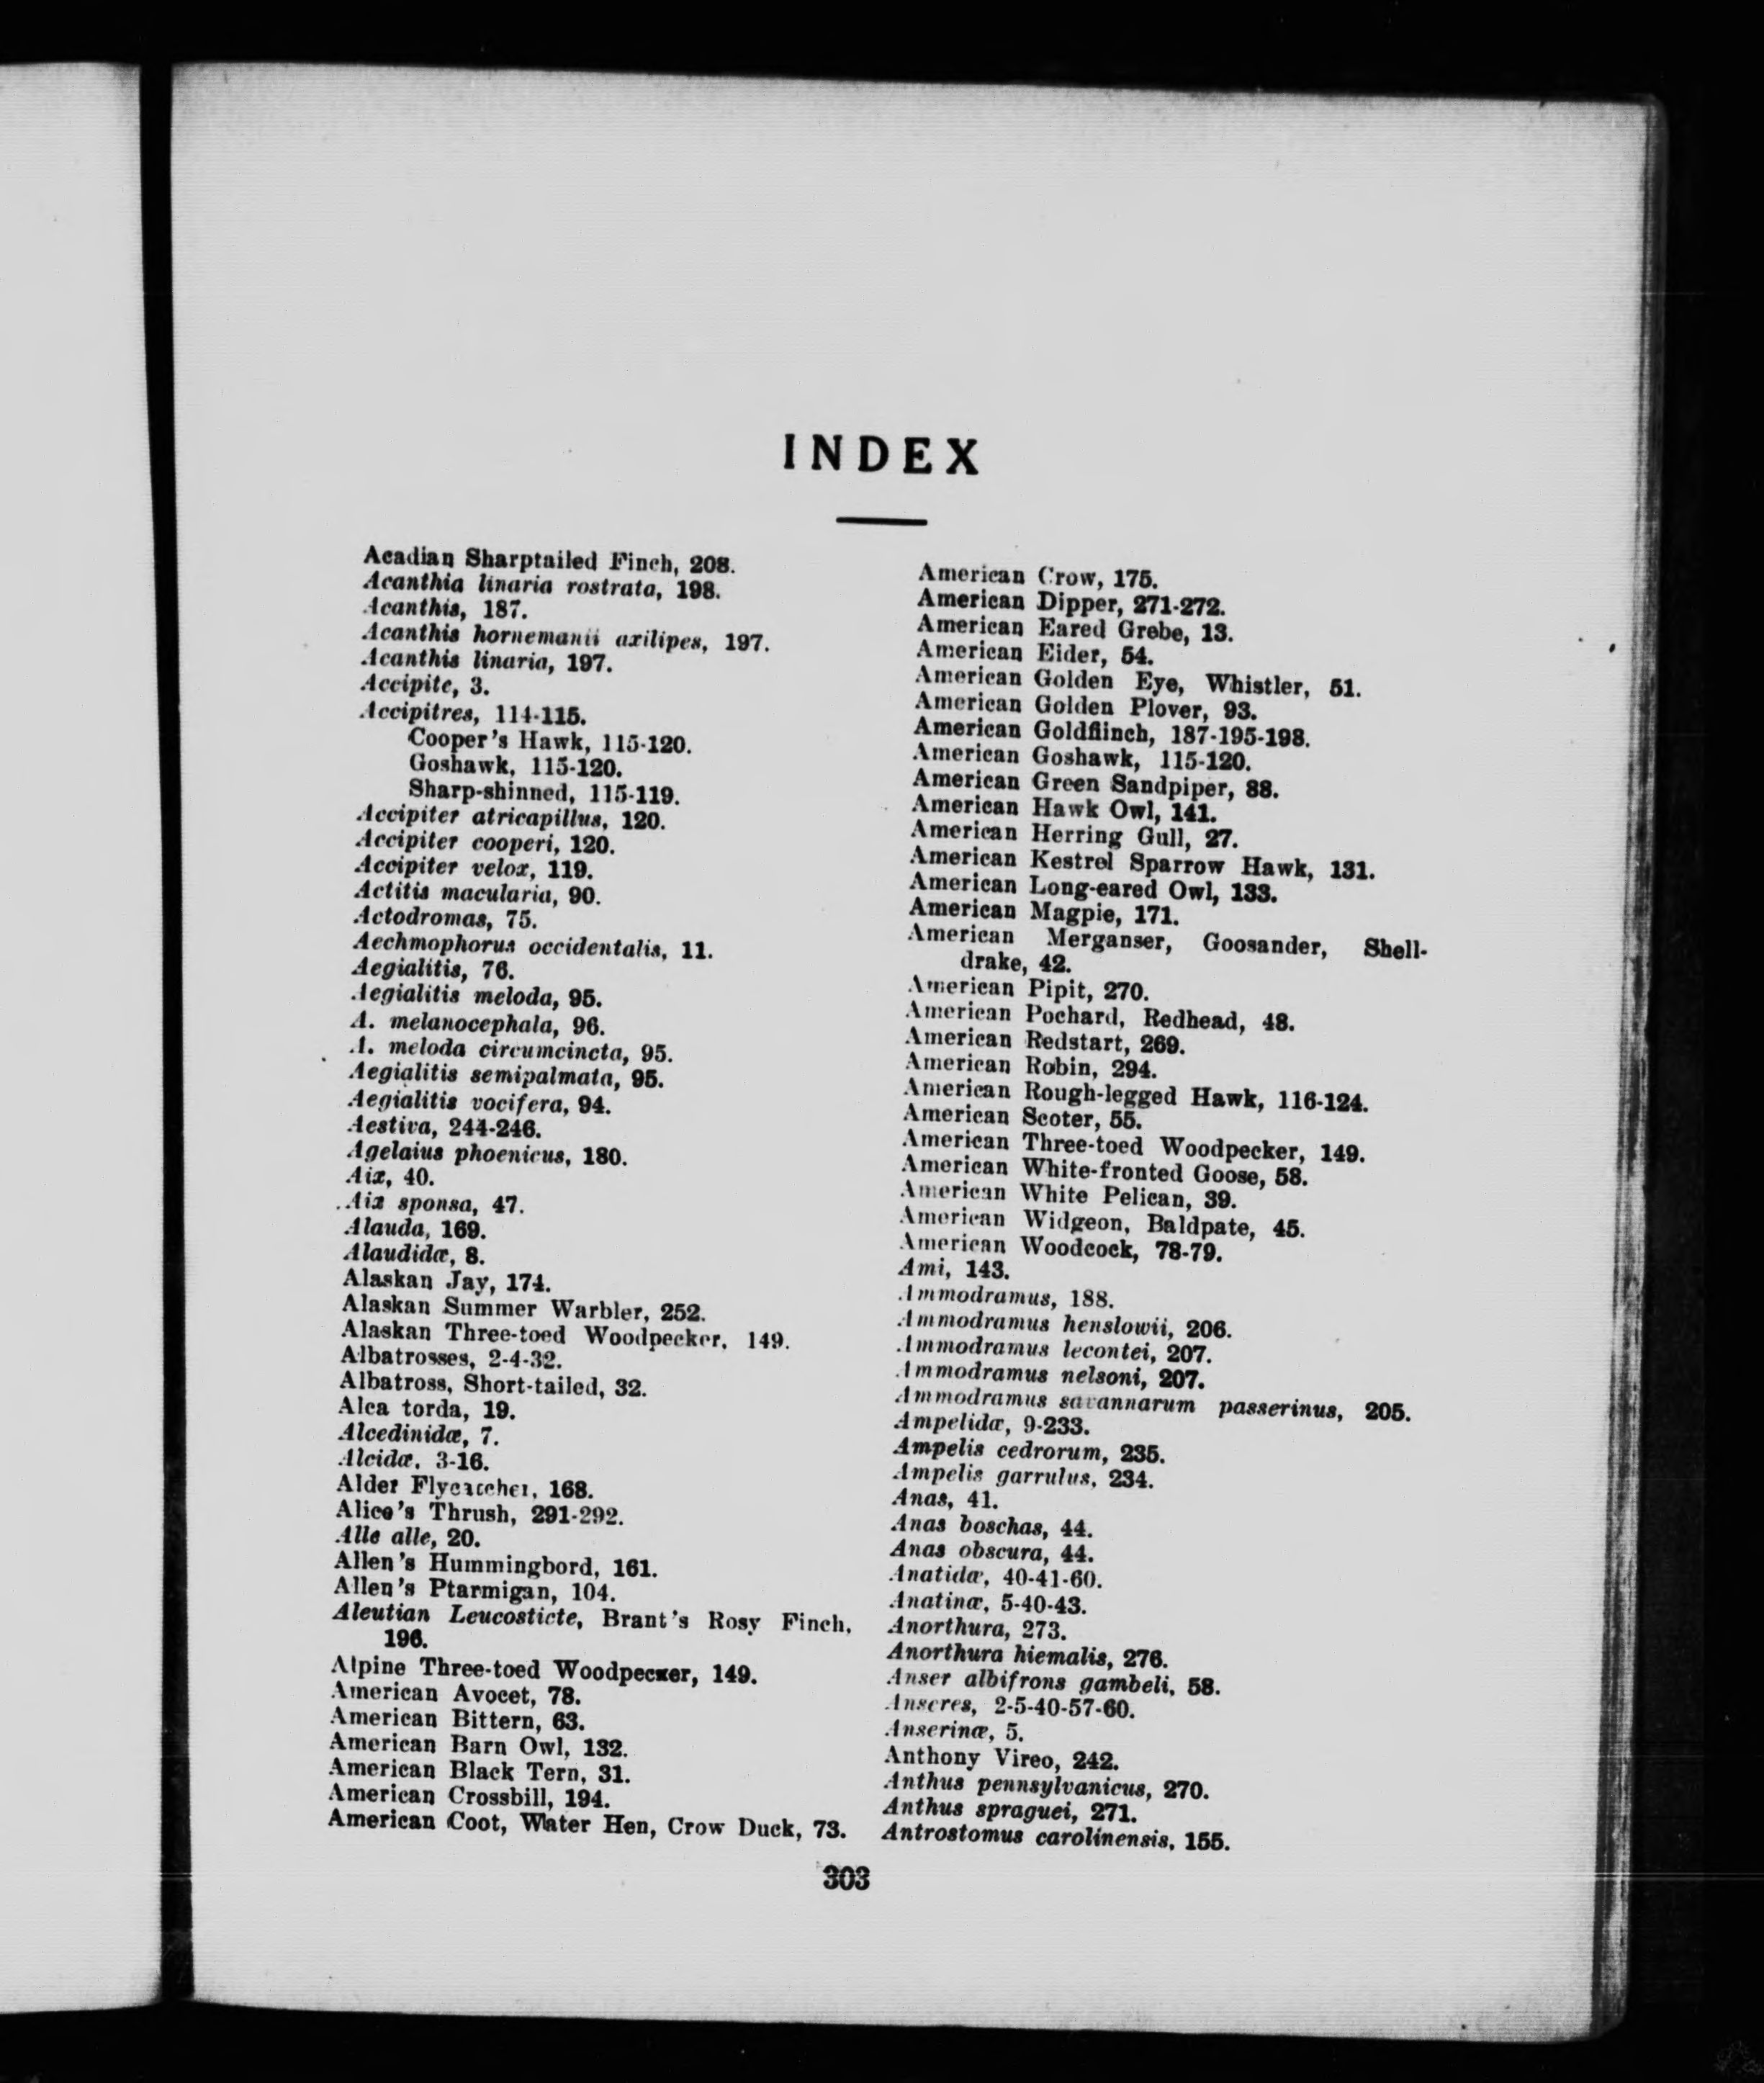 INDEX
Acadian Sharptailed Finch, 208.
Acanthia linaria rostrata, 198.
Acanthis, 187.
Acanthis hornemanii axilipes, 197.
Acanthis linaria, 197.
Accipite, 3.
Accipitres, 114-115.
Cooper's Hawk, 115-120.
Goshawk, 115-120.
Sharp-shinned, 115-119.
Accipiter atricapillus, 120.
Accipiter cooperi, 120.
Accipiter velox, 119.
Actitis macularia, 90.
Actodromas, 75.
Aechmophorus occidentalis, 11.
Aegialitis, 76.
Aegialitis meloda, 95.
A. melanocephala, 96.
A. meloda circumcincta, 95.
Aegialitis semipalmata, 95.
Aegialitis vocifera, 94.
Aestiva, 244-246.
Agelaius phoenicus, 180.
Aix, 40.
Aix sponsa, 47.
Alauda, 169.
Alaudidæ, 8.
Alaskan Jay, 174.
Alaskan Summer Warbler, 252.
Alaskan Three-toed Woodpecker, 149.
Albatrosses, 2-4-32.
Albatross, Short-tailed, 32.
Alca torda, 19.
Alcedinidæ, 7.
Alcidæ, 3-16.
Alder Flycatcher, 168.
Alice's Thrush, 291-292.
Alle alle, 20.
Allen's Hummingbord, 161.
Allen's Ptarmigan, 104.
Aleutian Leucosticte, Brant's Rosy Finch,
196.
Alpine Three-toed Woodpecker, 149.
American Avocet, 78.
American Bittern, 63.
American Barn Owl, 132.
American Black Tern, 31.
American Crossbill, 194.
American Coot, Water Hen, Crow Duck, 73.
American Crow, 175.
American Dipper, 271-272.
American Eared Grebe, 13.
American Eider, 54.
American Golden Eye, Whistler, 51.
American Golden Plover, 93.
American Goldflinch, 187-195-198.
American Goshawk, 115-120.
American Green Sandpiper, 88.
American Hawk Owl, 141.
American Herring Gull, 27.
American Kestrel Sparrow Hawk, 131.
American Long-eared Owl, 133.
American Magpie, 171.
American Merganser, Goosander, Shell-
drake, 42.
American Pipit, 270.
American Pochard, Redhead, 48.
American Redstart, 269.
American Robin, 294.
American Rough-legged Hawk, 116-124.
American Scoter, 55.
American Three-toed Woodpecker, 149.
American White-fronted Goose, 58.
American White Pelican, 39.
American Widgeon, Baldpate, 45.
American Woodcock, 78-79.
Ami, 143.
Ammodramus, 188.
Ammodramus henslowii, 206.
Ammodramus lecontei, 207.
Ammodramus nelsoni, 207.
Ammodramus savannarum passerinus, 205.
Ampelidæ, 9-233.
Ampelis cedrorum, 235.
Ampelis garrulus, 234.
Anas, 41.
Anas boschas, 44.
Anas obscura, 44.
Anatidæ, 40-41-60.
Anatinæ, 5-40-43.
Anorthura, 273.
Anorthura hiemalis, 276.
Anser albifrons gambeli, 58.
Anseres, 2-5-40-57-60.
Anserinæ, 5.
Anthony Vireo, 242.
Anthus pennsylvanicus, 270.
Anthus spraguei, 271.
Antrostomus carolinensis, 155.
303